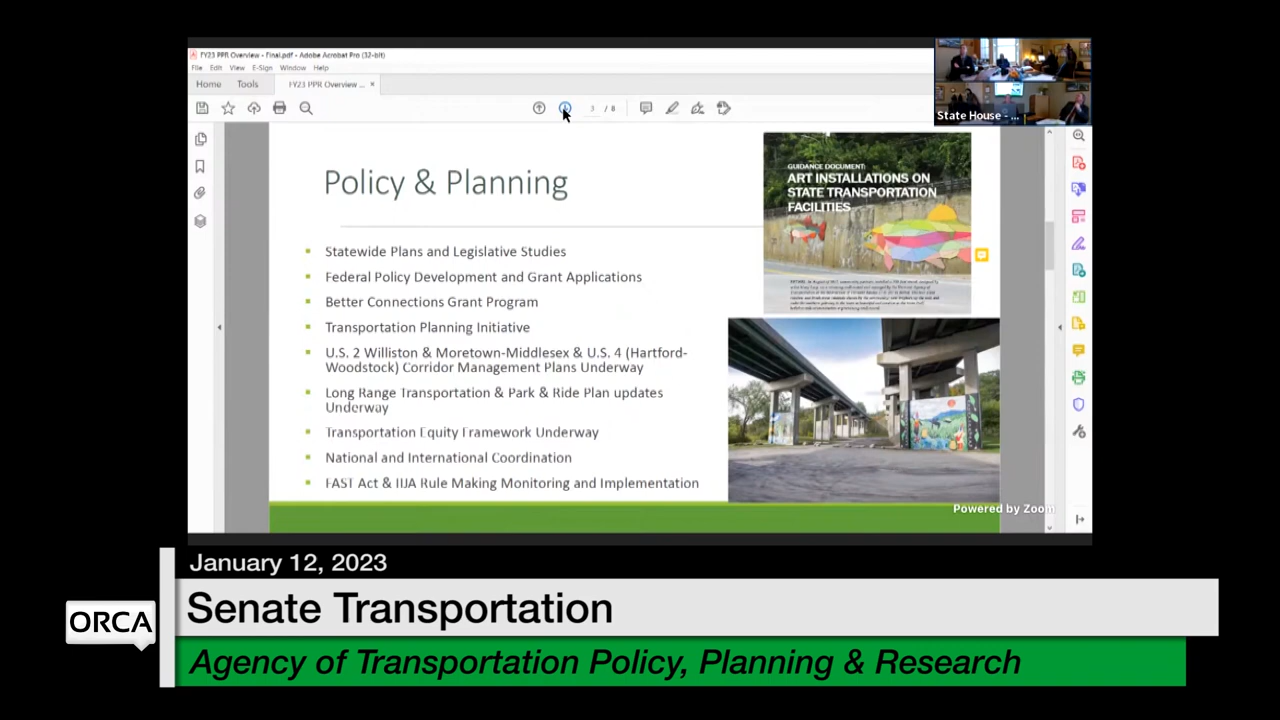 FY23 PPR Overview - Final.pdf - Adobe Acrobat Pro (32-bit)
File Edit View E-Sign Window Help
Home Tools FY23 PPR Overview ... ×
3 / 8
State House - ...
Policy & Planning
GUIDANCE DOCUMENT:
ART INSTALLATIONS ON
STATE TRANSPORTATION
FACILITIES
Statewide Plans and Legislative Studies
Federal Policy Development and Grant Applications
Better Connections Grant Program
Transportation Planning Initiative
U.S. 2 Williston & Moretown-Middlesex & U.S. 4 (Hartford-
Woodstock) Corridor Management Plans Underway
Long Range Transportation & Park & Ride Plan updates
Underway
Transportation Equity Framework Underway
National and International Coordination
FAST Act & IIJA Rule Making Monitoring and Implementation
Powered by Zoom
January 12, 2023
Senate Transportation
ORCA
Agency of Transportation Policy, Planning & Research